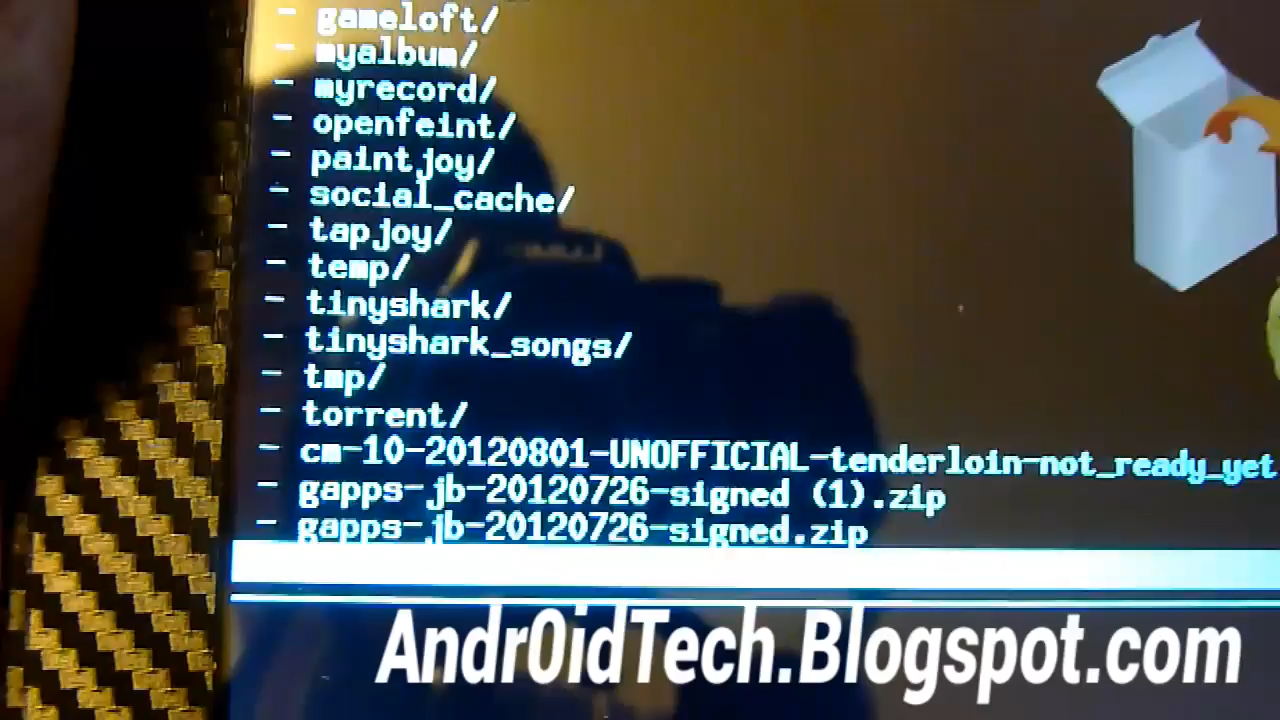 - gameloft/
- myalbum/
- myrecord/
- openfeint/
- paintjoy/
- social_cache/
- tapjoy/
- temp/
- tinyshark/
- tinyshark_songs/
- tmp/
- torrent/
- cm-10-20120801-UNOFFICIAL-tenderloin-not_ready_yet
- gapps-jb-20120726-signed (1).zip
- gapps-jb-20120726-signed.zip
Andr0idTech.Blogspot.com